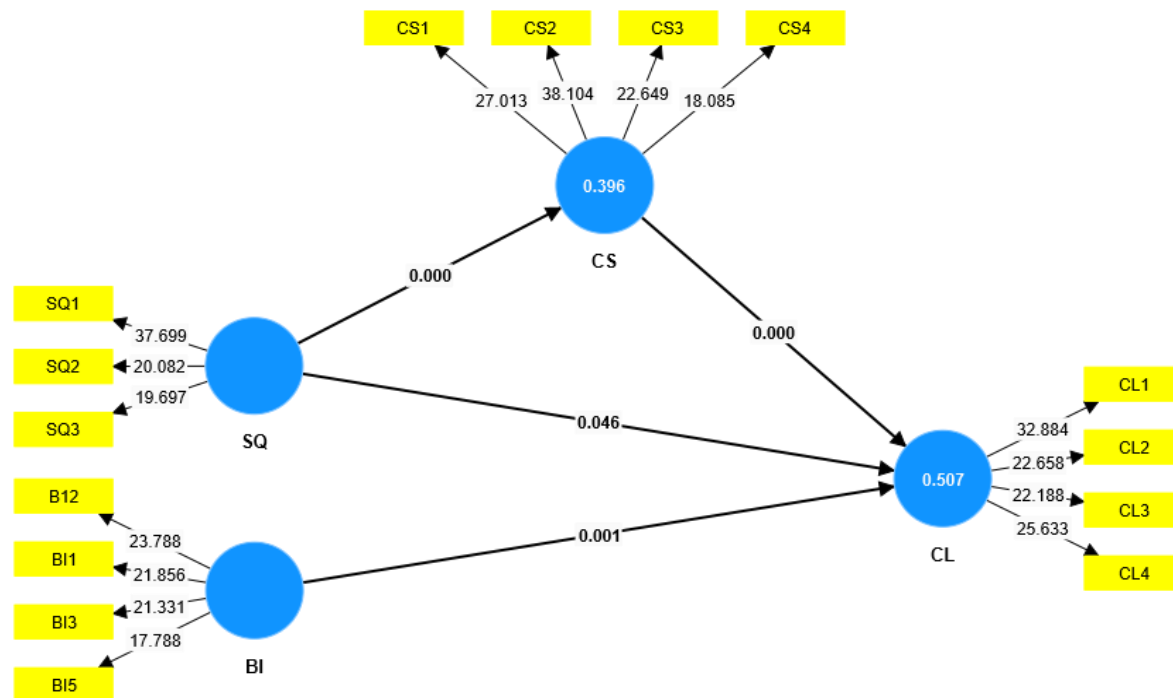 CS1
CS2
CS3
CS4
27.013
38.104
22.649
18.085
0.396
CS
0.000
0.000
SQ1
SQ2
SQ3
37.699
20.082
19.697
SQ
0.046
CL1
CL2
CL3
CL4
32.884
22.658
22.188
25.633
0.507
CL
B12
BI1
BI3
BI5
23.788
21.856
21.331
17.788
BI
0.001